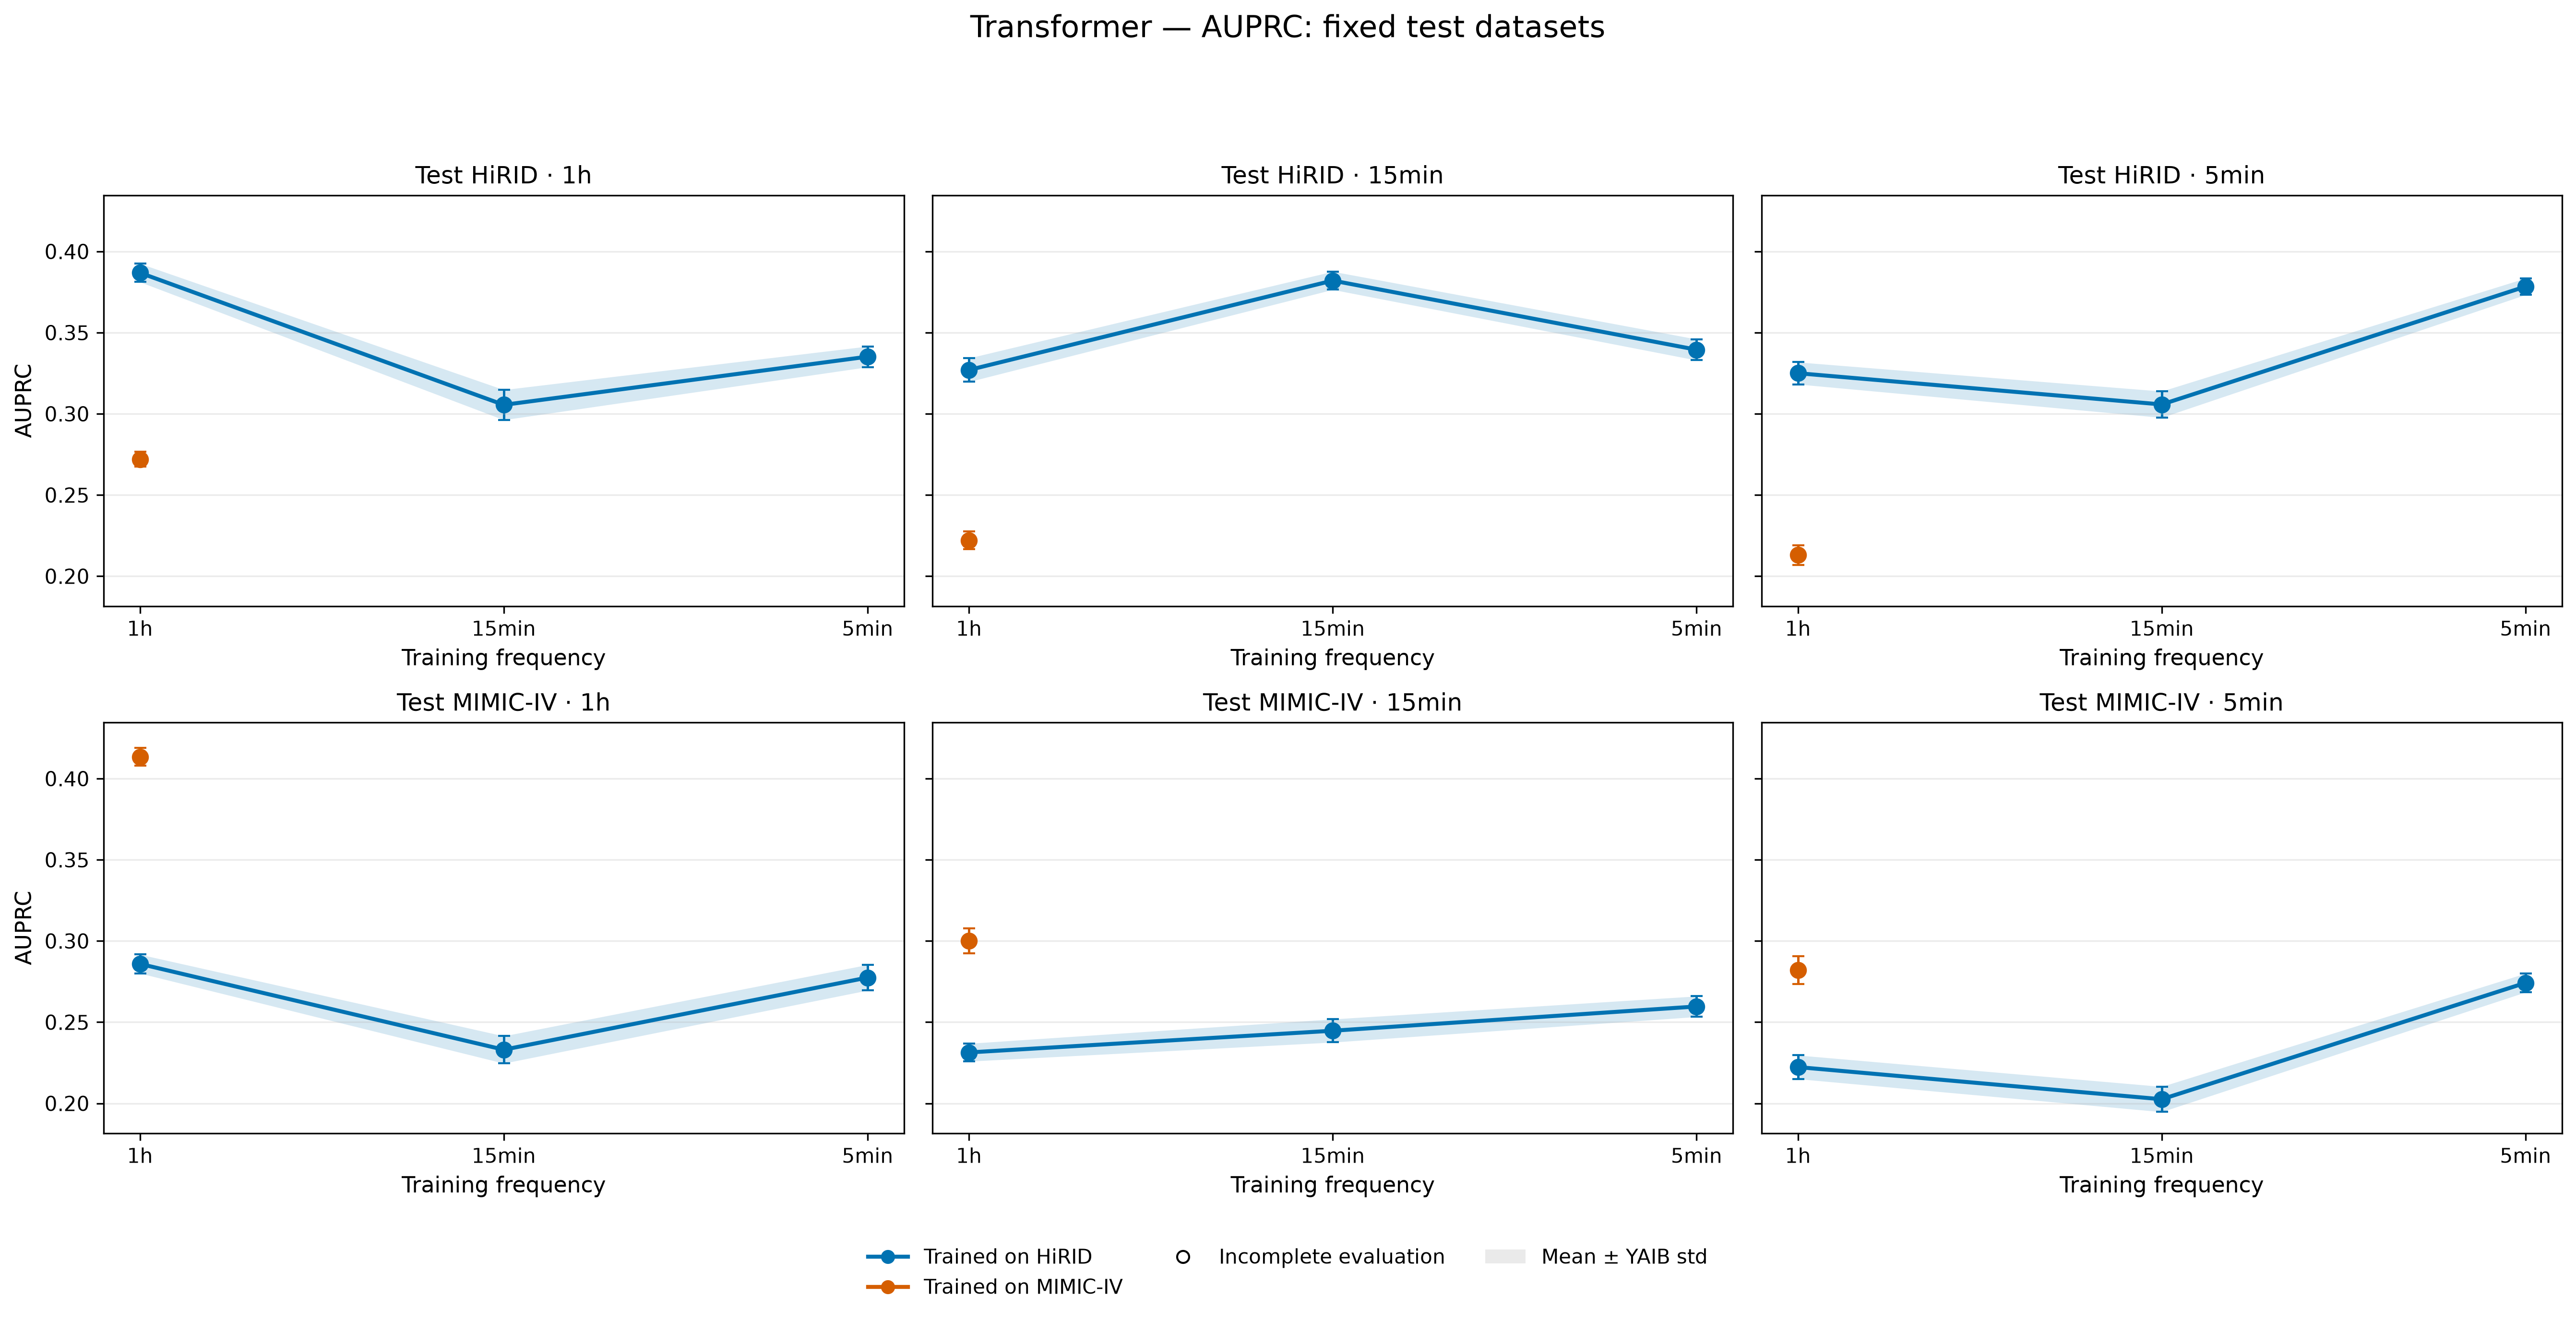 Transformer — AUPRC: fixed test datasets
Test HiRID · 1h
Test HiRID · 15min
Test HiRID · 5min
AUPRC
0.40
0.35
0.30
0.25
0.20
1h 15min 5min
1h 15min 5min
1h 15min 5min
Training frequency
Training frequency
Training frequency
Test MIMIC-IV · 1h
Test MIMIC-IV · 15min
Test MIMIC-IV · 5min
AUPRC
0.40
0.35
0.30
0.25
0.20
1h 15min 5min
1h 15min 5min
1h 15min 5min
Training frequency
Training frequency
Training frequency
Trained on HiRID
Trained on MIMIC-IV
Incomplete evaluation
Mean ± YAIB std